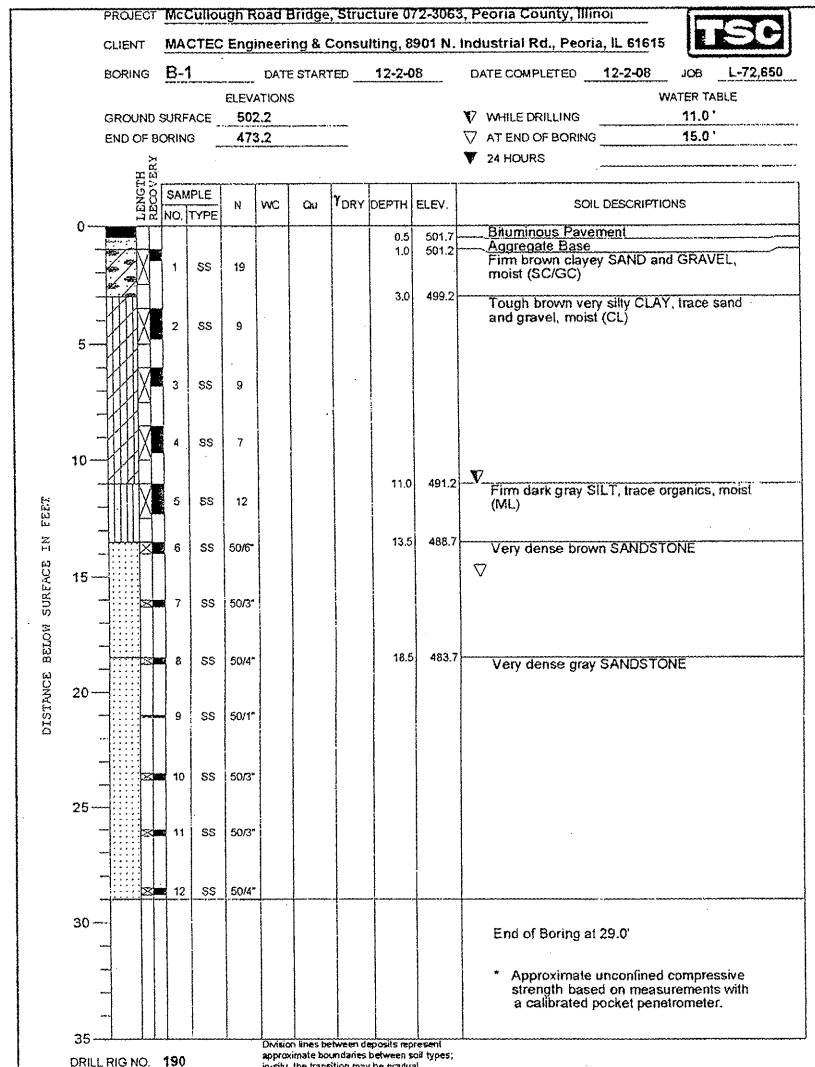 PROJECT McCullough Road Bridge, Structure 072-3063, Peoria County, Illinoi
TSC
CLIENT MACTEC Engineering & Consulting, 8901 N. Industrial Rd., Peoria, IL 61615
BORING B-1 DATE STARTED 12-2-08 DATE COMPLETED 12-2-08 JOB L-72,650
ELEVATIONS WATER TABLE
GROUND SURFACE 502.2 WHILE DRILLING 11.0 '
END OF BORING 473.2 AT END OF BORING 15.0 '
24 HOURS
LENGTH
RECOVERY
SAMPLE N WC Qu γDRY DEPTH ELEV. SOIL DESCRIPTIONS
NO. TYPE
0
0.5 501.7 Bituminous Pavement
1.0 501.2 Aggregate Base
Firm brown clayey SAND and GRAVEL,
moist (SC/GC)
1 SS 19
3.0 499.2 Tough brown very silty CLAY, trace sand
and gravel, moist (CL)
2 SS 9
5
3 SS 9
4 SS 7
10
11.0 491.2 Firm dark gray SILT, trace organics, moist
(ML)
5 SS 12
13.5 488.7 Very dense brown SANDSTONE
6 SS 50/6"
15
7 SS 50/3"
18.5 483.7 Very dense gray SANDSTONE
8 SS 50/4"
20
9 SS 50/1"
10 SS 50/3"
25
11 SS 50/3"
12 SS 50/4"
30
End of Boring at 29.0'
* Approximate unconfined compressive
strength based on measurements with
a calibrated pocket penetrometer.
35
DISTANCE BELOW SURFACE IN FEET
DRILL RIG NO. 190
Division lines between deposits represent
approximate boundaries between soil types;
in-situ, the transition may be gradual.